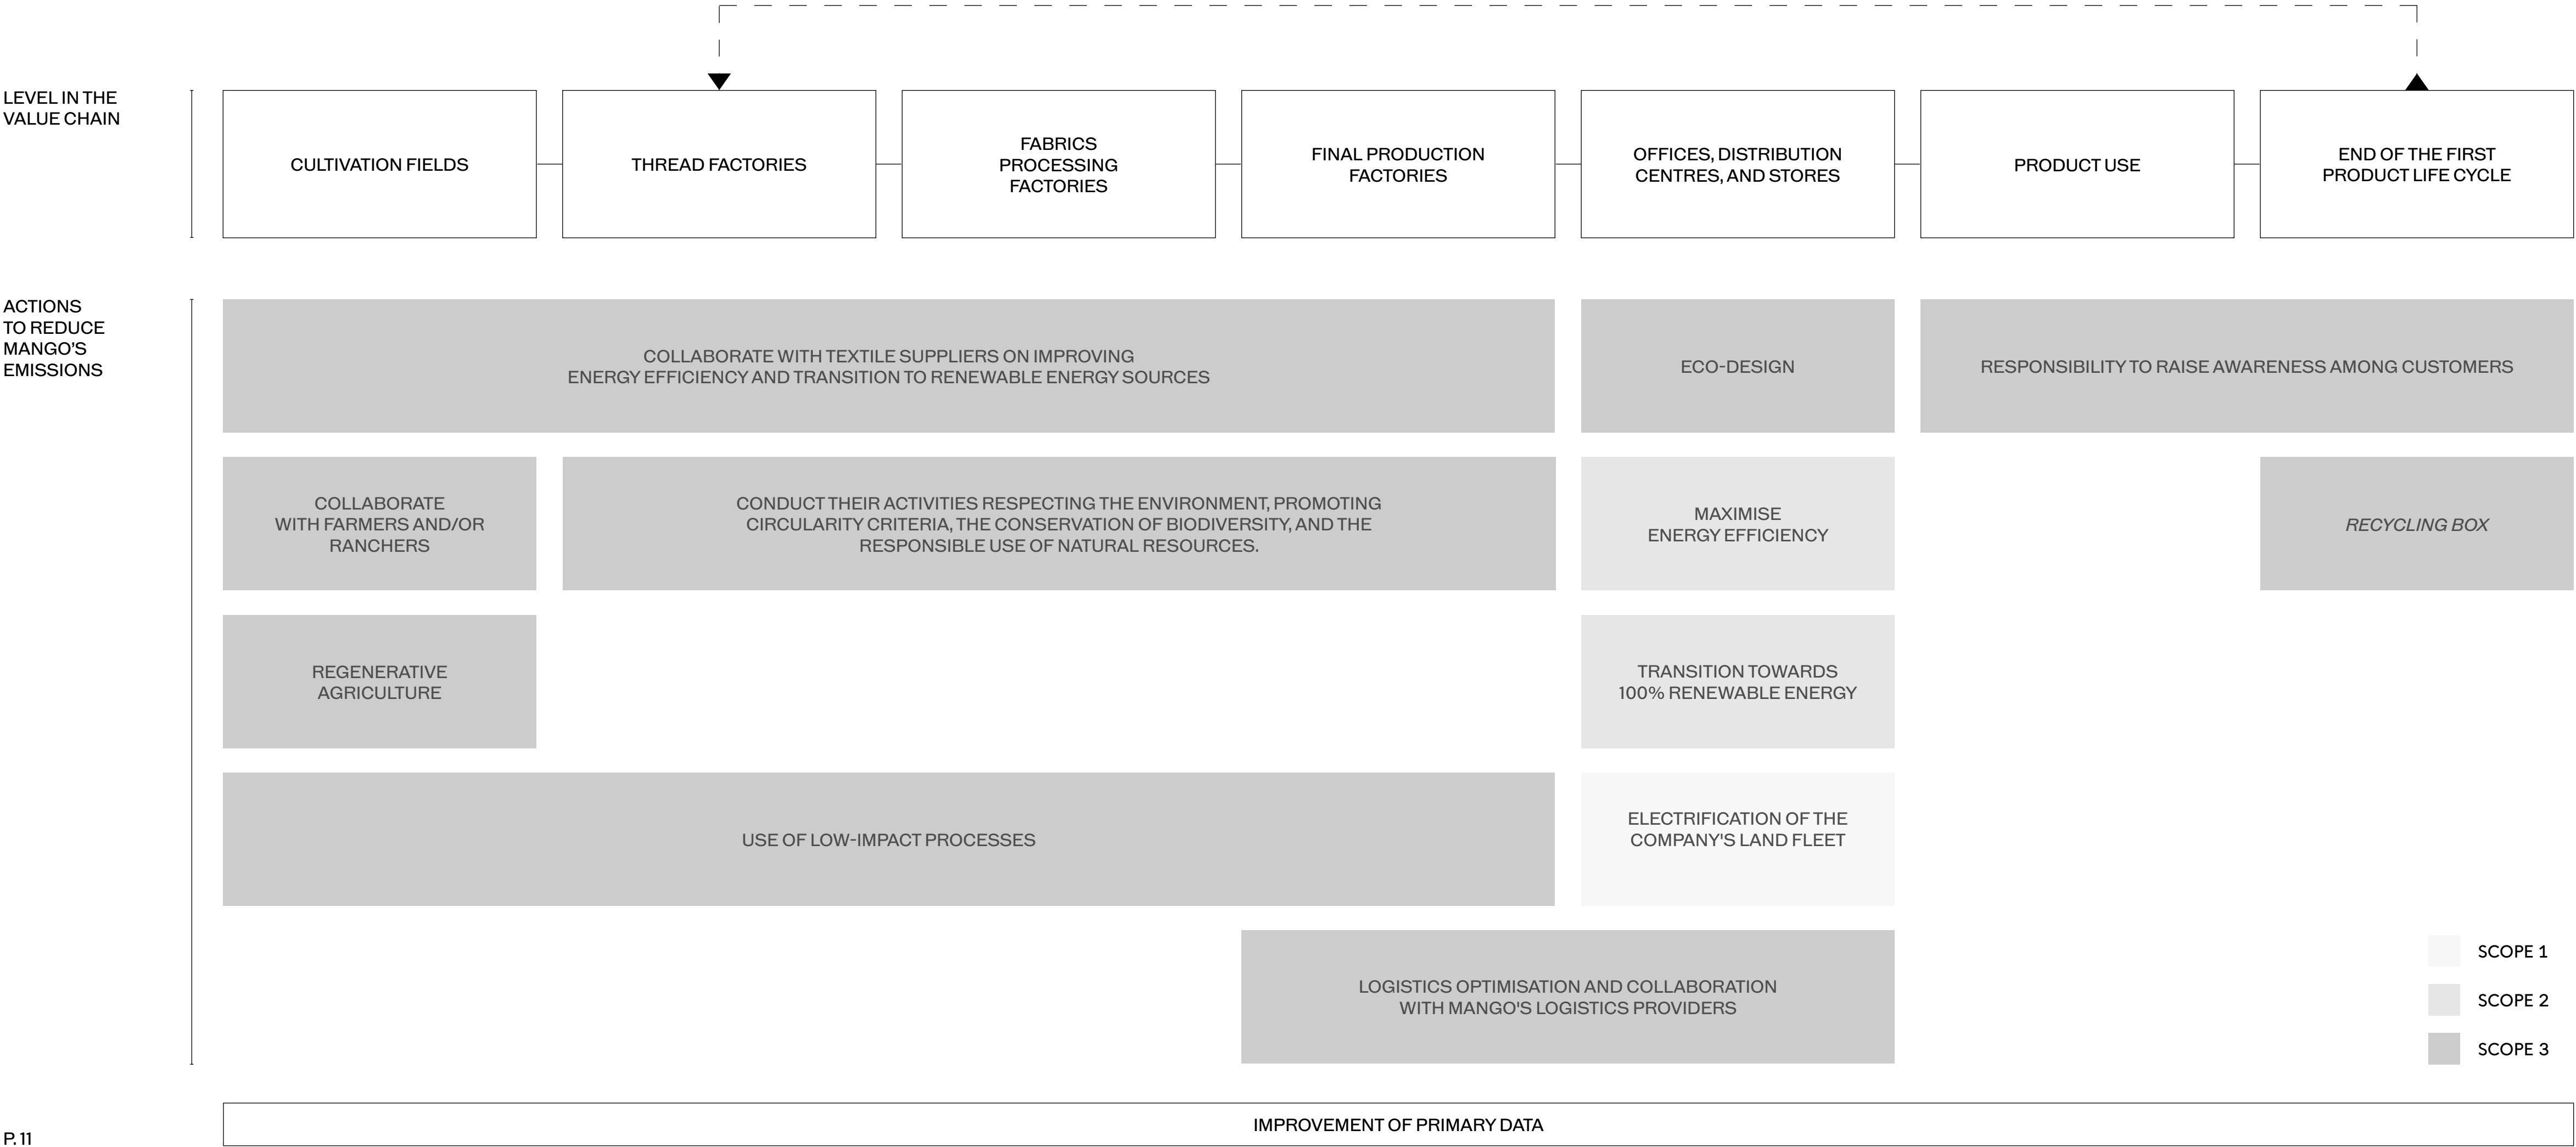 LEVEL IN THE
VALUE CHAIN
CULTIVATION FIELDS
THREAD FACTORIES
FABRICS
PROCESSING
FACTORIES
FINAL PRODUCTION
FACTORIES
OFFICES, DISTRIBUTION
CENTRES, AND STORES
PRODUCT USE
END OF THE FIRST
PRODUCT LIFE CYCLE
ACTIONS
TO REDUCE
MANGO’S
EMISSIONS
COLLABORATE WITH TEXTILE SUPPLIERS ON IMPROVING
ENERGY EFFICIENCY AND TRANSITION TO RENEWABLE ENERGY SOURCES
ECO-DESIGN
RESPONSIBILITY TO RAISE AWARENESS AMONG CUSTOMERS
COLLABORATE
WITH FARMERS AND/OR
RANCHERS
CONDUCT THEIR ACTIVITIES RESPECTING THE ENVIRONMENT, PROMOTING
CIRCULARITY CRITERIA, THE CONSERVATION OF BIODIVERSITY, AND THE
RESPONSIBLE USE OF NATURAL RESOURCES.
MAXIMISE
ENERGY EFFICIENCY
RECYCLING BOX
REGENERATIVE
AGRICULTURE
TRANSITION TOWARDS
100% RENEWABLE ENERGY
USE OF LOW-IMPACT PROCESSES
ELECTRIFICATION OF THE
COMPANY'S LAND FLEET
LOGISTICS OPTIMISATION AND COLLABORATION
WITH MANGO'S LOGISTICS PROVIDERS
SCOPE 1
SCOPE 2
SCOPE 3
IMPROVEMENT OF PRIMARY DATA
P. 11